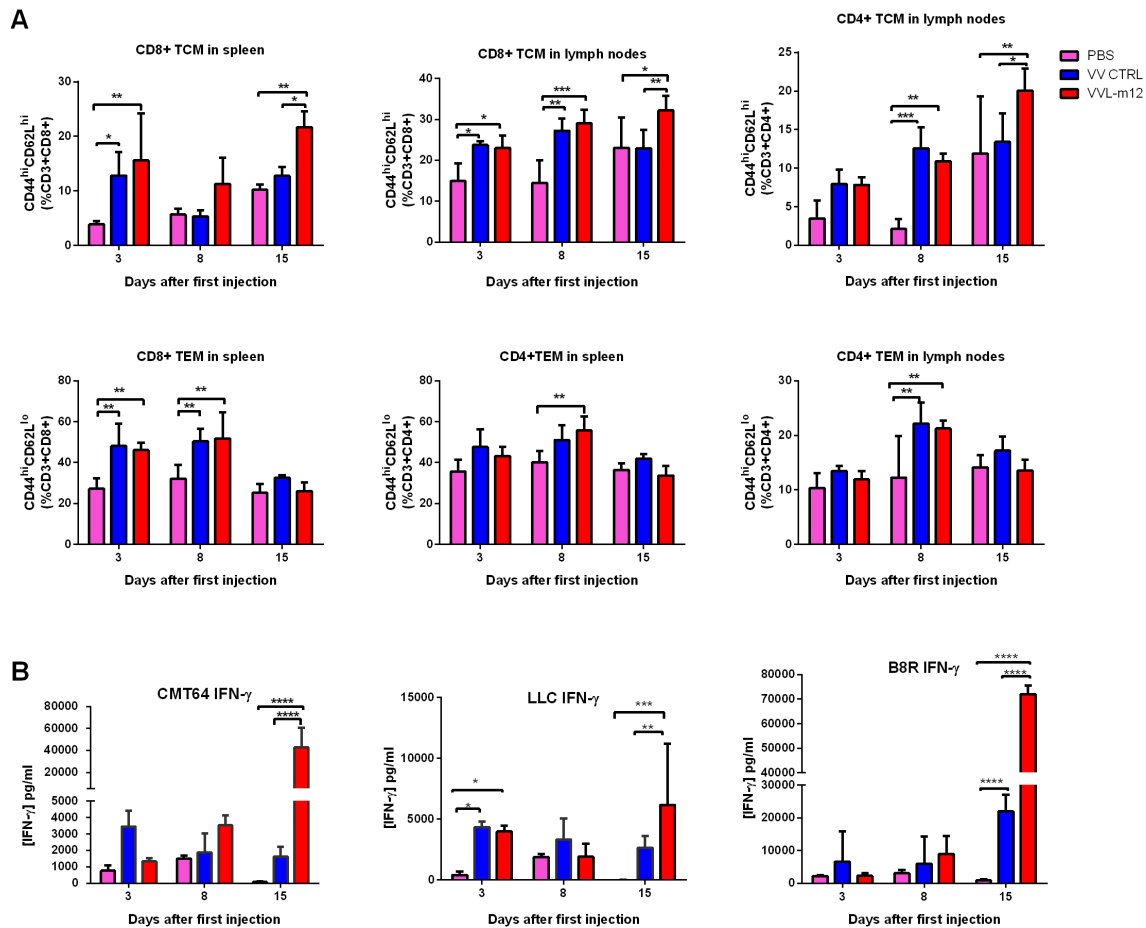 A
CD8+ TCM in spleen
CD44hiCD62Lhi
(%CD3+CD8+)
30
20
10
0
**
*
**
*
3
8
15
Days after first injection
CD8+ TCM in lymph nodes
40
30
20
10
0
*
*
***
**
*
**
3
8
15
Days after first injection
CD4+ TCM in lymph nodes
CD44hiCD62Lhi
(%CD3+CD4+)
25
20
15
10
5
0
**
***
**
*
3
8
15
Days after first injection
PBS
VV CTRL
VVL-m12
CD8+ TEM in spleen
CD44hiCD62Llo
(%CD3+CD8+)
80
60
40
20
0
**
**
**
**
3
8
15
Days after first injection
CD4+TEM in spleen
CD44hiCD62Llo
(%CD3+CD4+)
80
60
40
20
0
**
3
8
15
Days after first injection
CD4+ TEM in lymph nodes
CD44hiCD62Llo
(%CD3+CD4+)
30
20
10
0
**
**
3
8
15
Days after first injection
B
CMT64 IFN-γ
[IFN-γ] pg/ml
80000
60000
40000
20000
5000
4000
3000
2000
1000
0
****
****
3
8
15
Days after first injection
LLC IFN-γ
[IFN-γ] pg/ml
15000
10000
5000
0
*
*
***
**
3
8
15
Days after first injection
B8R IFN-γ
[IFN-γ] pg/ml
80000
70000
60000
50000
40000
30000
20000
10000
0
****
****
****
3
8
15
Days after first injection
CD44hiCD62Lhi
(%CD3+CD8+)